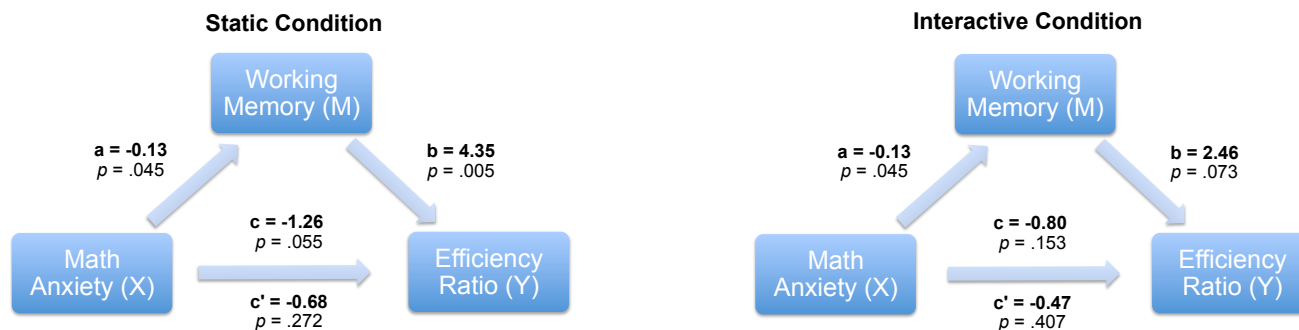 Static Condition
Working
Memory (M)
a = -0.13
p = .045
b = 4.35
p = .005
c = -1.26
p = .055
Math
Anxiety (X)
Efficiency
Ratio (Y)
c' = -0.68
p = .272
Interactive Condition
Working
Memory (M)
a = -0.13
p = .045
b = 2.46
p = .073
c = -0.80
p = .153
Math
Anxiety (X)
Efficiency
Ratio (Y)
c' = -0.47
p = .407